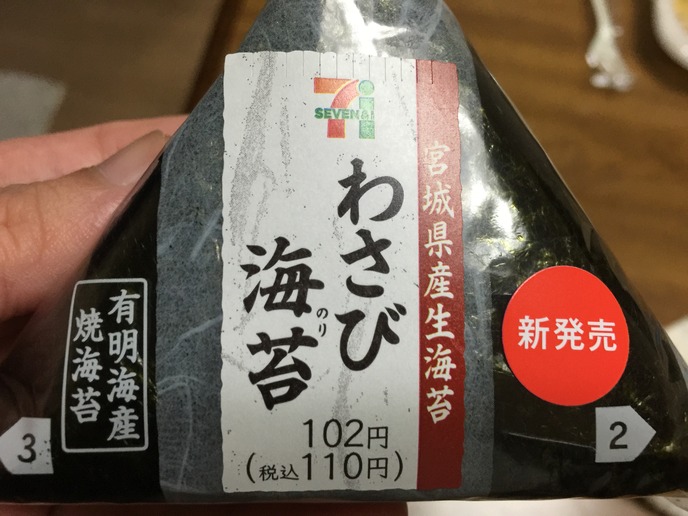 SEVEN&i
宮城県産生海苔
わさび
海苔
のり
102円
(税込110円)
有明海産
焼海苔
新発売
3
2